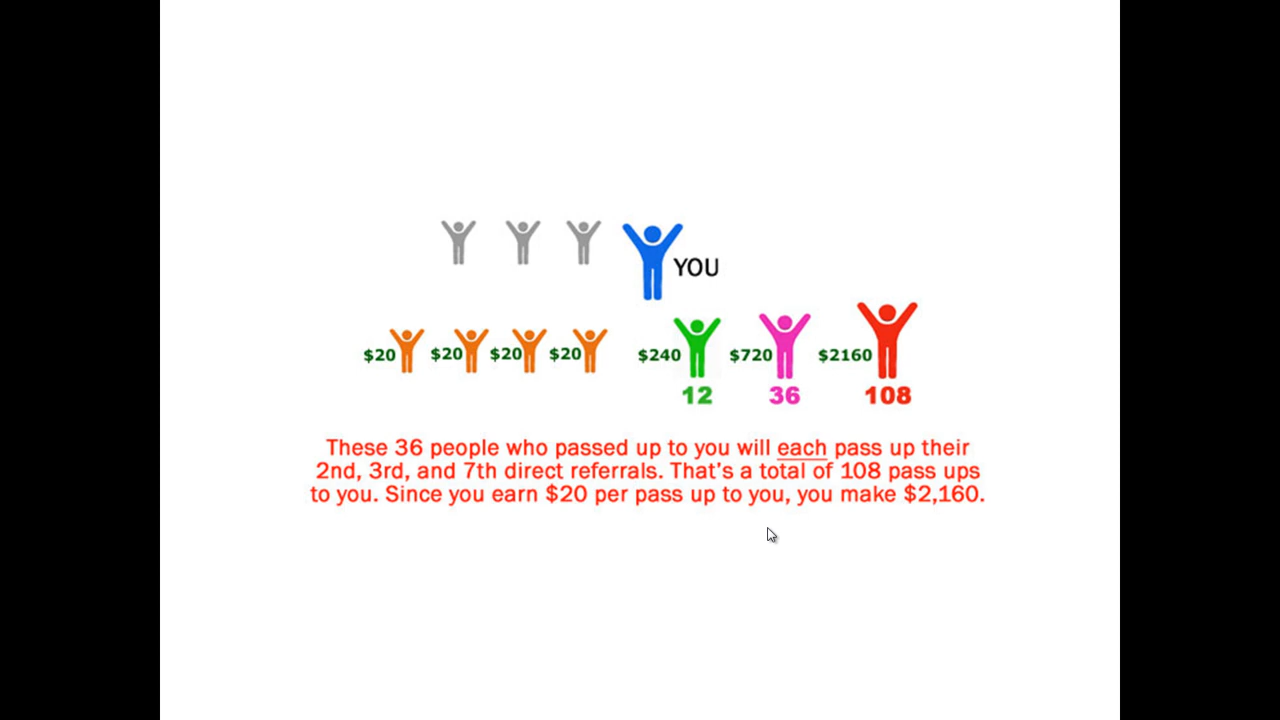 YOU
$20 $20 $20 $20 $240 $720 $2160
12 36 108
These 36 people who passed up to you will each pass up their
2nd, 3rd, and 7th direct referrals. That's a total of 108 pass ups
to you. Since you earn $20 per pass up to you, you make $2,160.